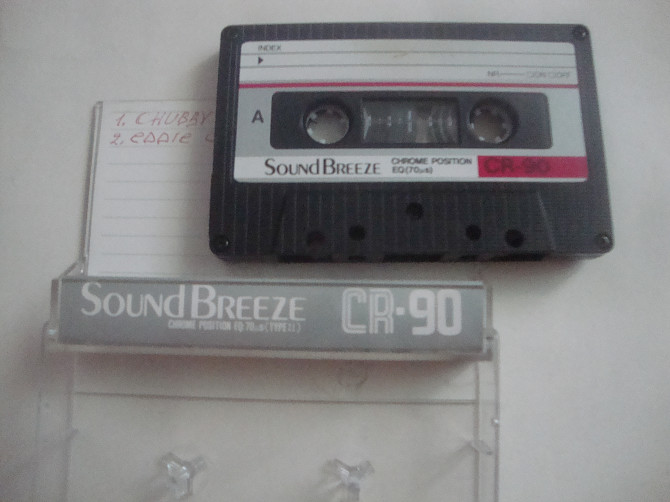 INDEX
NR ON OFF
A
SOUNDBREEZE CHROME POSITION EQ(70μs) CR-90
1. CHUBBY
2. EDDIE
SOUNDBREEZE CR-90
CHROME POSITION EQ 70μs (TYPE II)